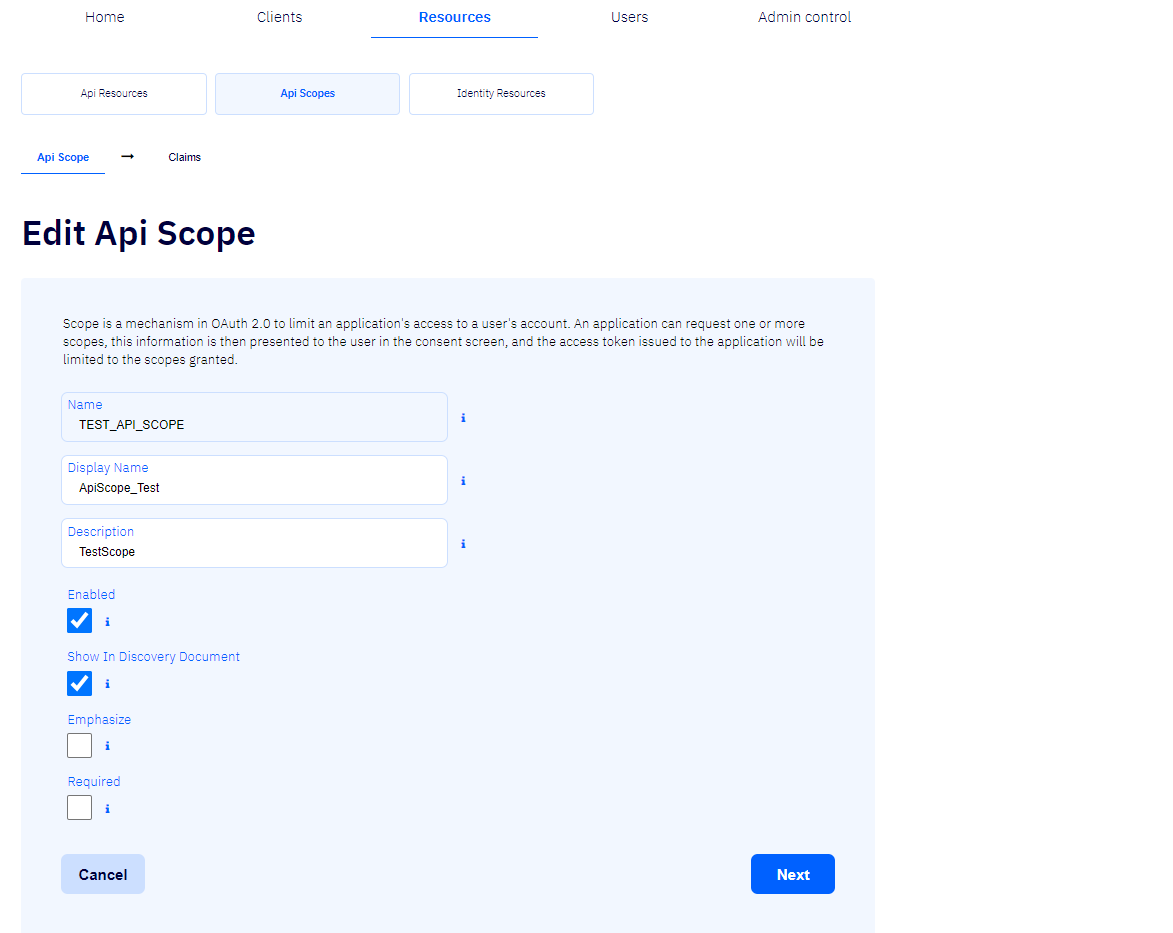 Home Clients Resources Users Admin control
Api Resources Api Scopes Identity Resources
Api Scope → Claims
Edit Api Scope
Scope is a mechanism in OAuth 2.0 to limit an application's access to a user's account. An application can request one or more
scopes, this information is then presented to the user in the consent screen, and the access token issued to the application will be
limited to the scopes granted.
Name
TEST_API_SCOPE
Display Name
ApiScope_Test
Description
TestScope
Enabled
Show In Discovery Document
Emphasize
Required
Cancel Next